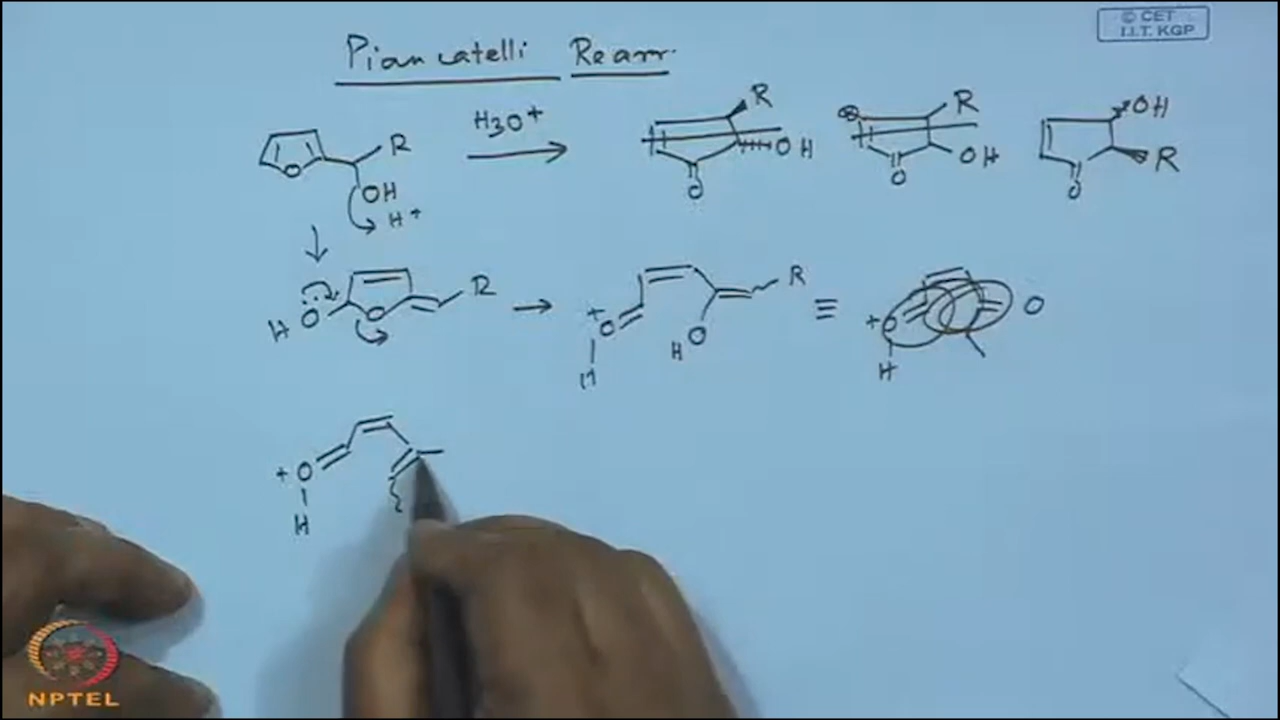 © CET
I.I.T. KGP
Piancatelli Rearr.
R OH H+
H3O+
R OH O
⊕ R OH O
OH R O
H O O R
+ O H H O R
≡
+ O H O
+ O H
NPTEL